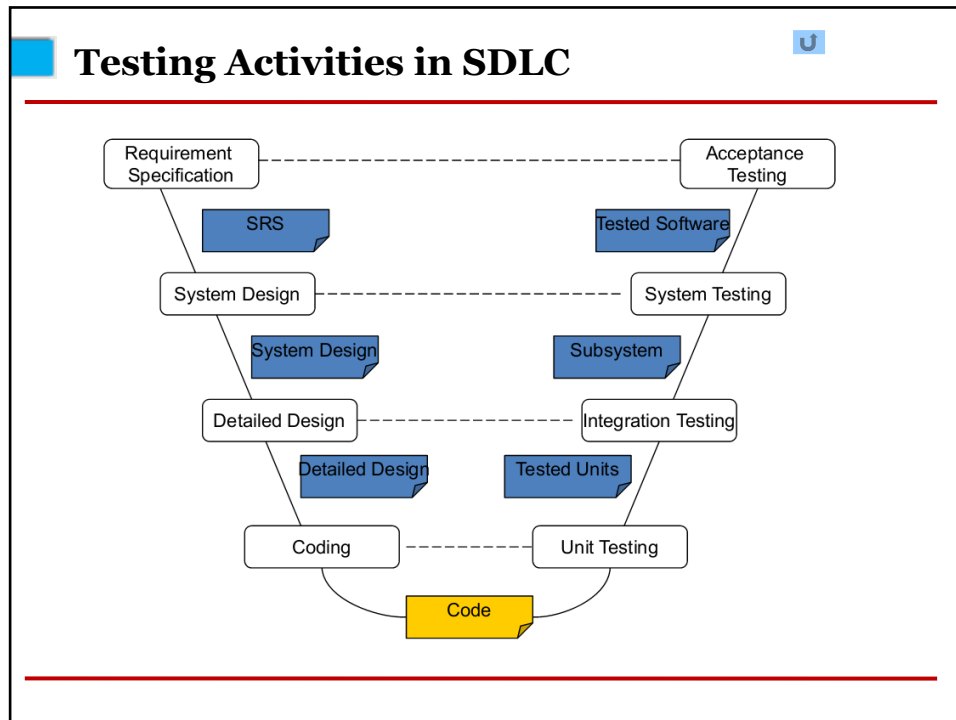 Testing Activities in SDLC
Requirement
Specification
Acceptance
Testing
SRS
Tested Software
System Design
System Testing
System Design
Subsystem
Detailed Design
Integration Testing
Detailed Design
Tested Units
Coding
Unit Testing
Code